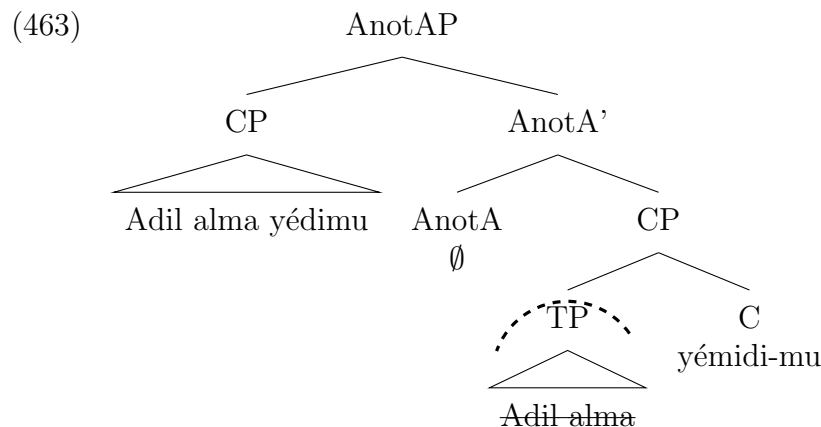 (463) AnotAP
CP AnotA'
Adil alma yédimu AnotA CP
∅
TP C
yémidi-mu
Adil alma